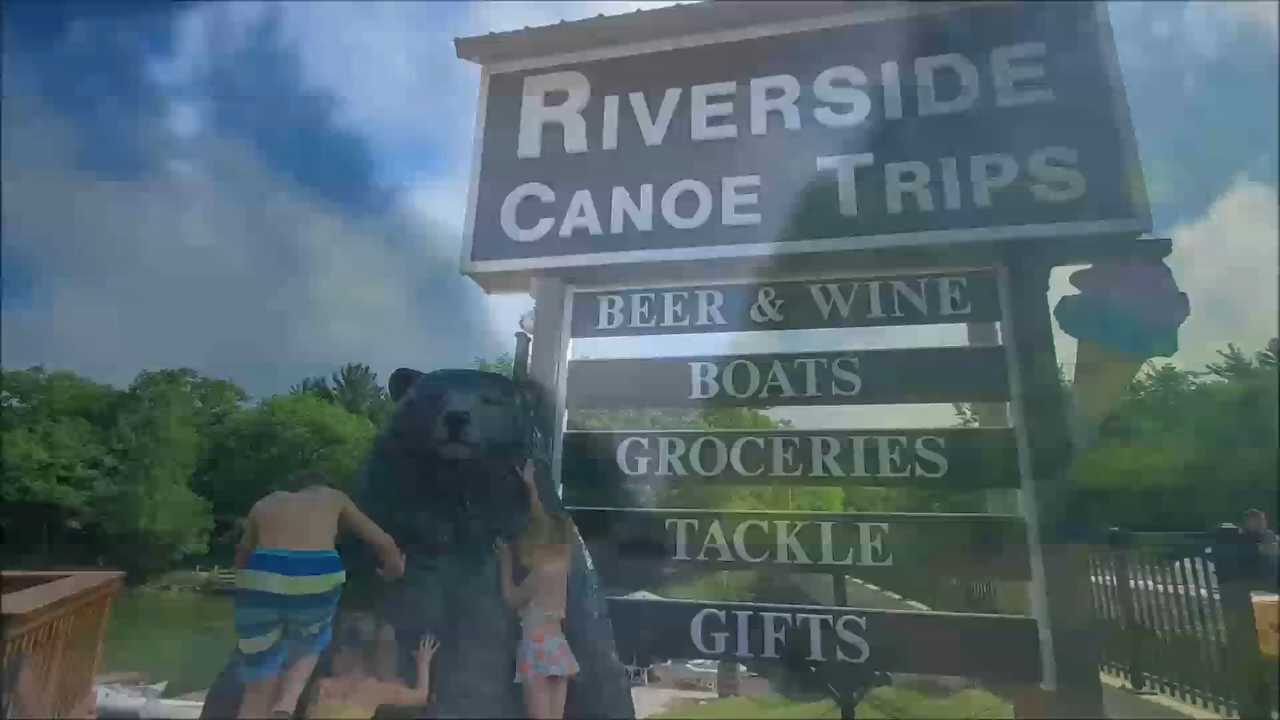 RIVERSIDE
CANOE TRIPS
BEER & WINE
BOATS
GROCERIES
TACKLE
GIFTS